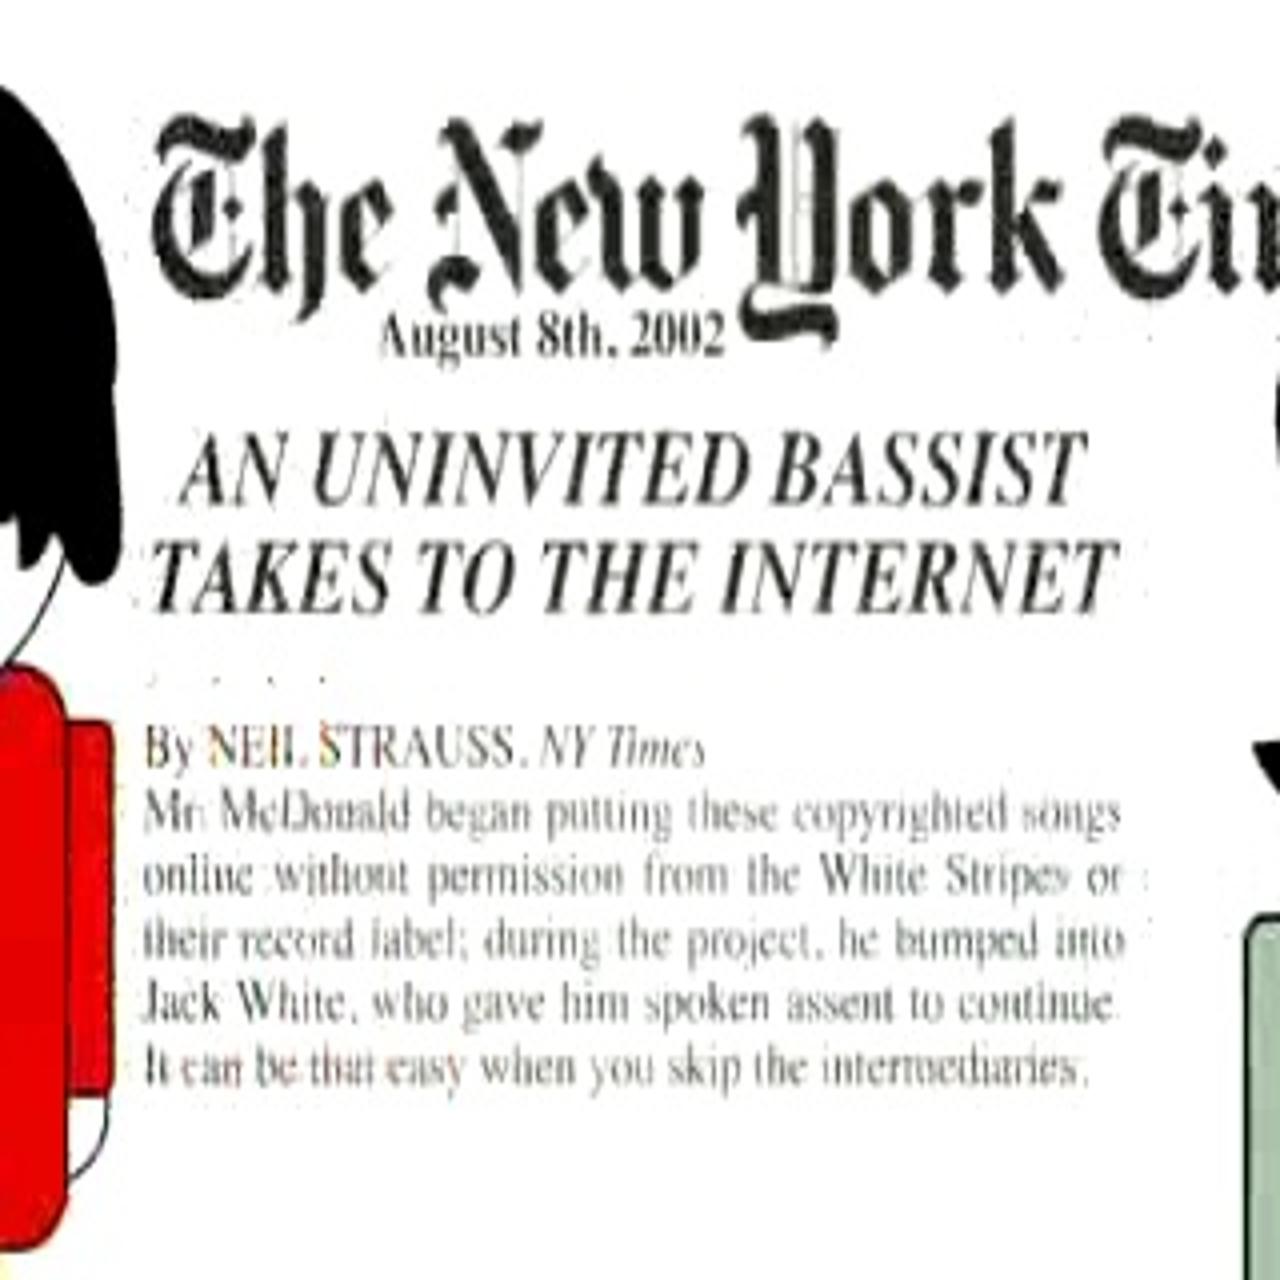 The New York Tim
August 8th, 2002
AN UNINVITED BASSIST
TAKES TO THE INTERNET
By NEIL STRAUSS, NY Times
Mr. McDonald began putting these copyrighted songs
online without permission from the White Stripes or
their record label; during the project, he bumped into
Jack White, who gave him spoken assent to continue.
It can be that easy when you skip the intermediaries.